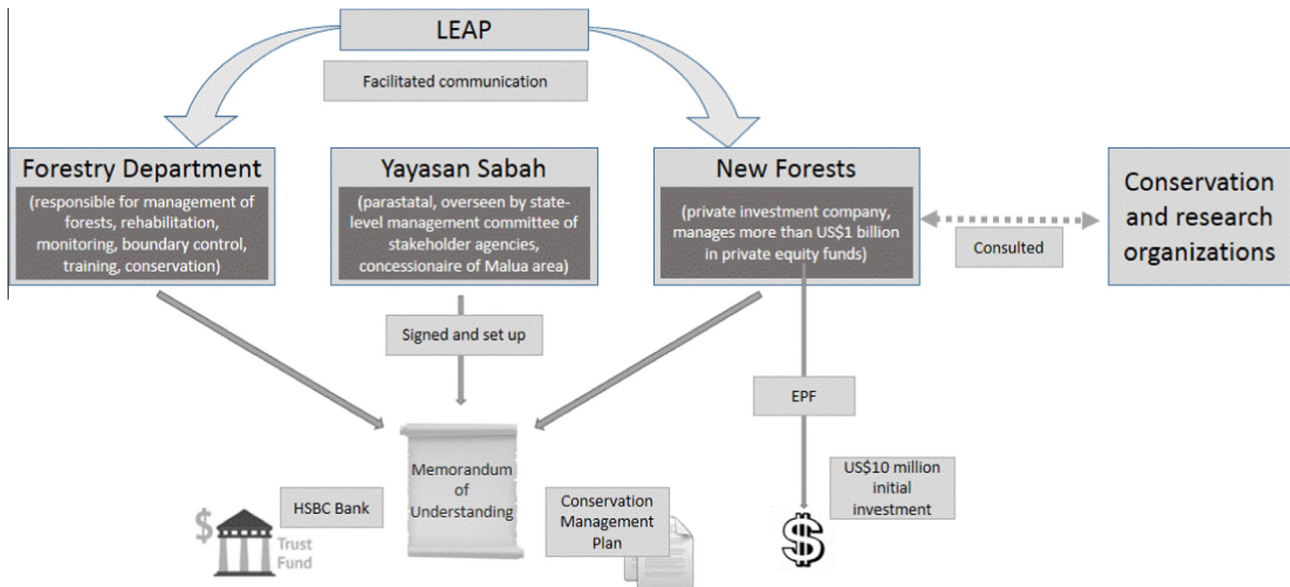 LEAP
Facilitated communication
Forestry Department
(responsible for management of
forests, rehabilitation,
monitoring, boundary control,
training, conservation)
Yayasan Sabah
(parastatal, overseen by state-
level management committee of
stakeholder agencies,
concessionaire of Malua area)
New Forests
(private investment company,
manages more than US$1 billion
in private equity funds)
Consulted
Conservation
and research
organizations
Signed and set up
EPF
Memorandum
of
Understanding
HSBC Bank
$
Trust
Fund
Conservation
Management
Plan
US$10 million
initial
investment
$